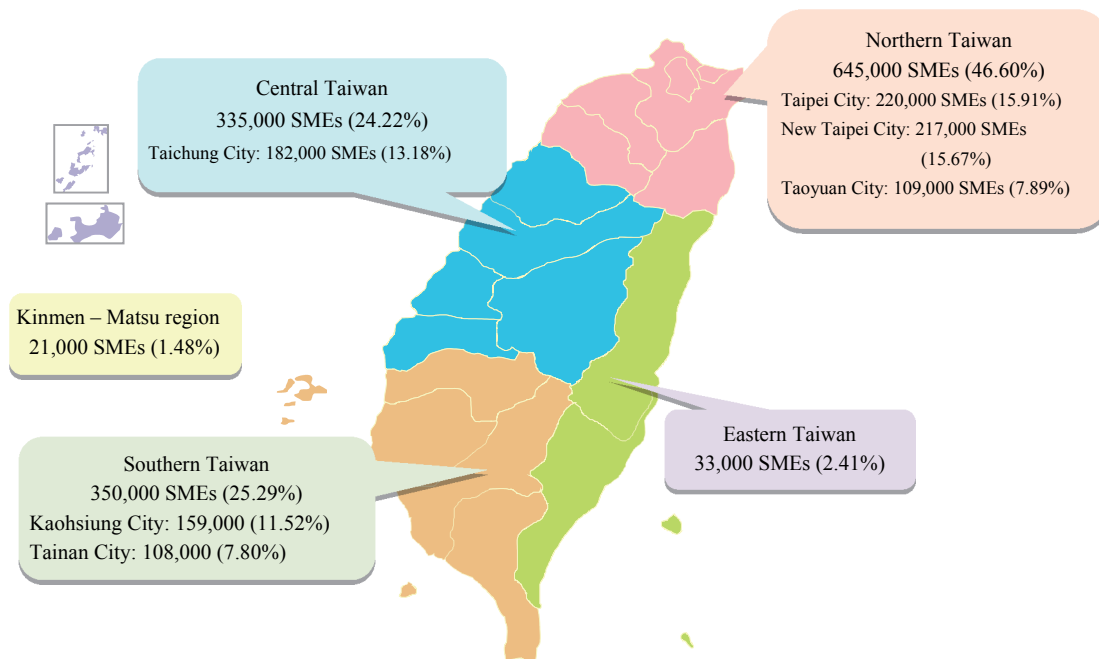 Northern Taiwan
645,000 SMEs (46.60%)
Taipei City: 220,000 SMEs (15.91%)
New Taipei City: 217,000 SMEs
(15.67%)
Taoyuan City: 109,000 SMEs (7.89%)
Central Taiwan
335,000 SMEs (24.22%)
Taichung City: 182,000 SMEs (13.18%)
Kinmen – Matsu region
21,000 SMEs (1.48%)
Eastern Taiwan
33,000 SMEs (2.41%)
Southern Taiwan
350,000 SMEs (25.29%)
Kaohsiung City: 159,000 (11.52%)
Tainan City: 108,000 (7.80%)